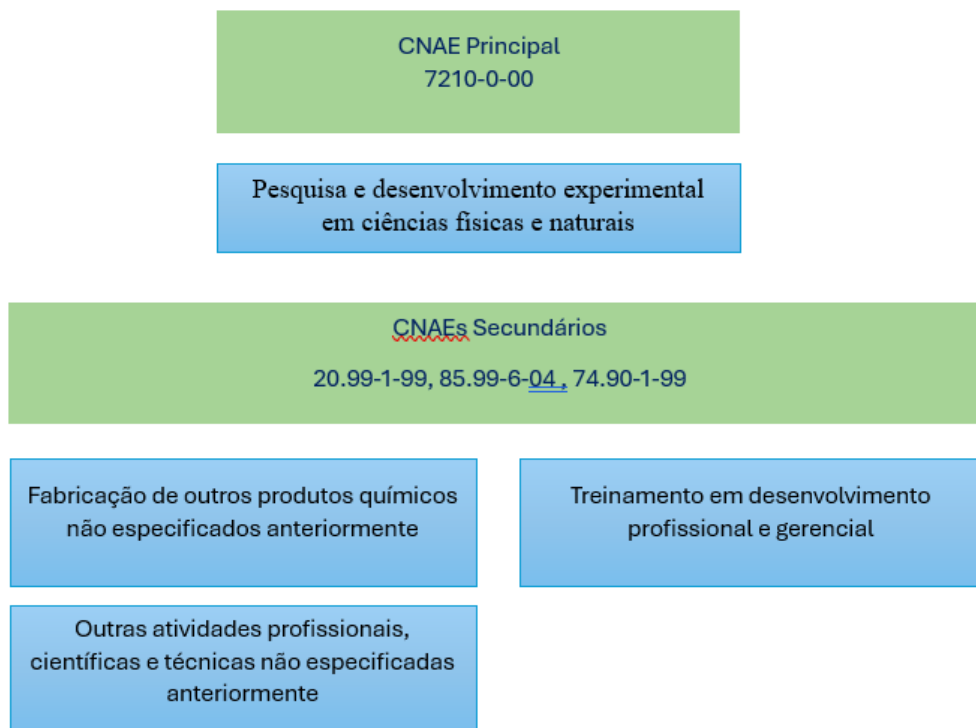 CNAE Principal
7210-0-00
Pesquisa e desenvolvimento experimental
em ciências físicas e naturais
CNAEs Secundários
20.99-1-99, 85.99-6-04 , 74.90-1-99
Fabricação de outros produtos químicos
não especificados anteriormente
Treinamento em desenvolvimento
profissional e gerencial
Outras atividades profissionais,
científicas e técnicas não especificadas
anteriormente